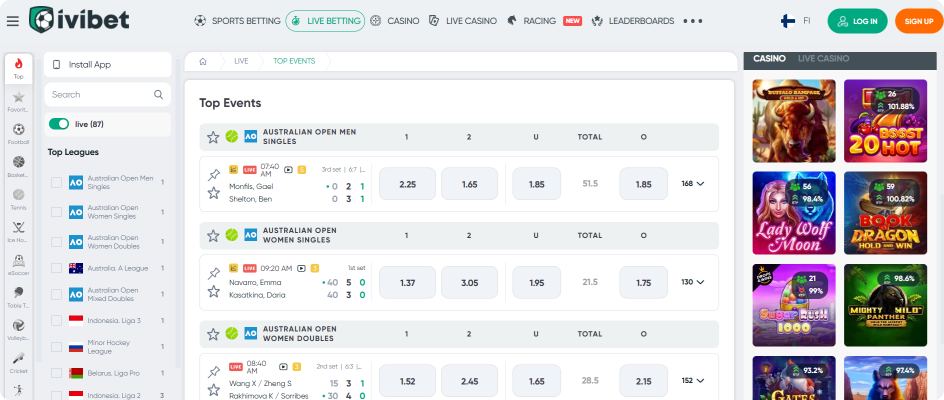 ivibet
SPORTS BETTING
LIVE BETTING
CASINO
LIVE CASINO
RACING NEW
LEADERBOARDS
FI
LOG IN
SIGN UP
Top
Favorit...
Football
Basket...
Tennis
Ice Ho...
eSoccer
Table T...
Volleyb...
Cricket
Install App
Search
live (87)
Top Leagues
Australian Open Men
Singles 1
Australian Open
Women Singles 1
Australian Open
Women Doubles 1
Australia. A League 1
Australian Open
Mixed Doubles 1
Indonesia. Liga 3 1
Minor Hockey
League 1
Belarus. Liga Pro 1
Indonesia. Liga 2 3
LIVE
TOP EVENTS
Top Events
AO AUSTRALIAN OPEN MEN
SINGLES
1 2 U TOTAL O
LIVE 07:40
AM 5 3rd set | 6:7 |...
Monfils, Gael 0 2 1
Shelton, Ben 0 3 1
2.25 1.65 1.85 51.5 1.85 168
AO AUSTRALIAN OPEN
WOMEN SINGLES
1 2 U TOTAL O
LIVE 09:20 AM 3 1st set
Navarro, Emma 40 5 0
Kasatkina, Daria 40 3 0
1.37 3.05 1.95 21.5 1.75 130
AO AUSTRALIAN OPEN
WOMEN DOUBLES
1 2 U TOTAL O
LIVE 08:40
AM 3 2nd set | 6:3 |...
Wang X / Zheng S 15 3 1
Rakhimova K / Sorribes 30 4 0
1.52 2.45 1.65 28.5 2.15 152
CASINO
LIVE CASINO
BUFFALO RAMPAGE
26
RTP 101.88%
BOOST
20 HOT
56
RTP 98.4%
Lady Wolf
Moon
59
RTP 100.82%
BOOK OF
DRAGON
HOLD AND WIN
21
RTP 99%
Sugar Rush
1000
RTP 98.6%
MIGHTY WILD
PANTHER
RTP 93.2%
GATES
RTP 97.4%